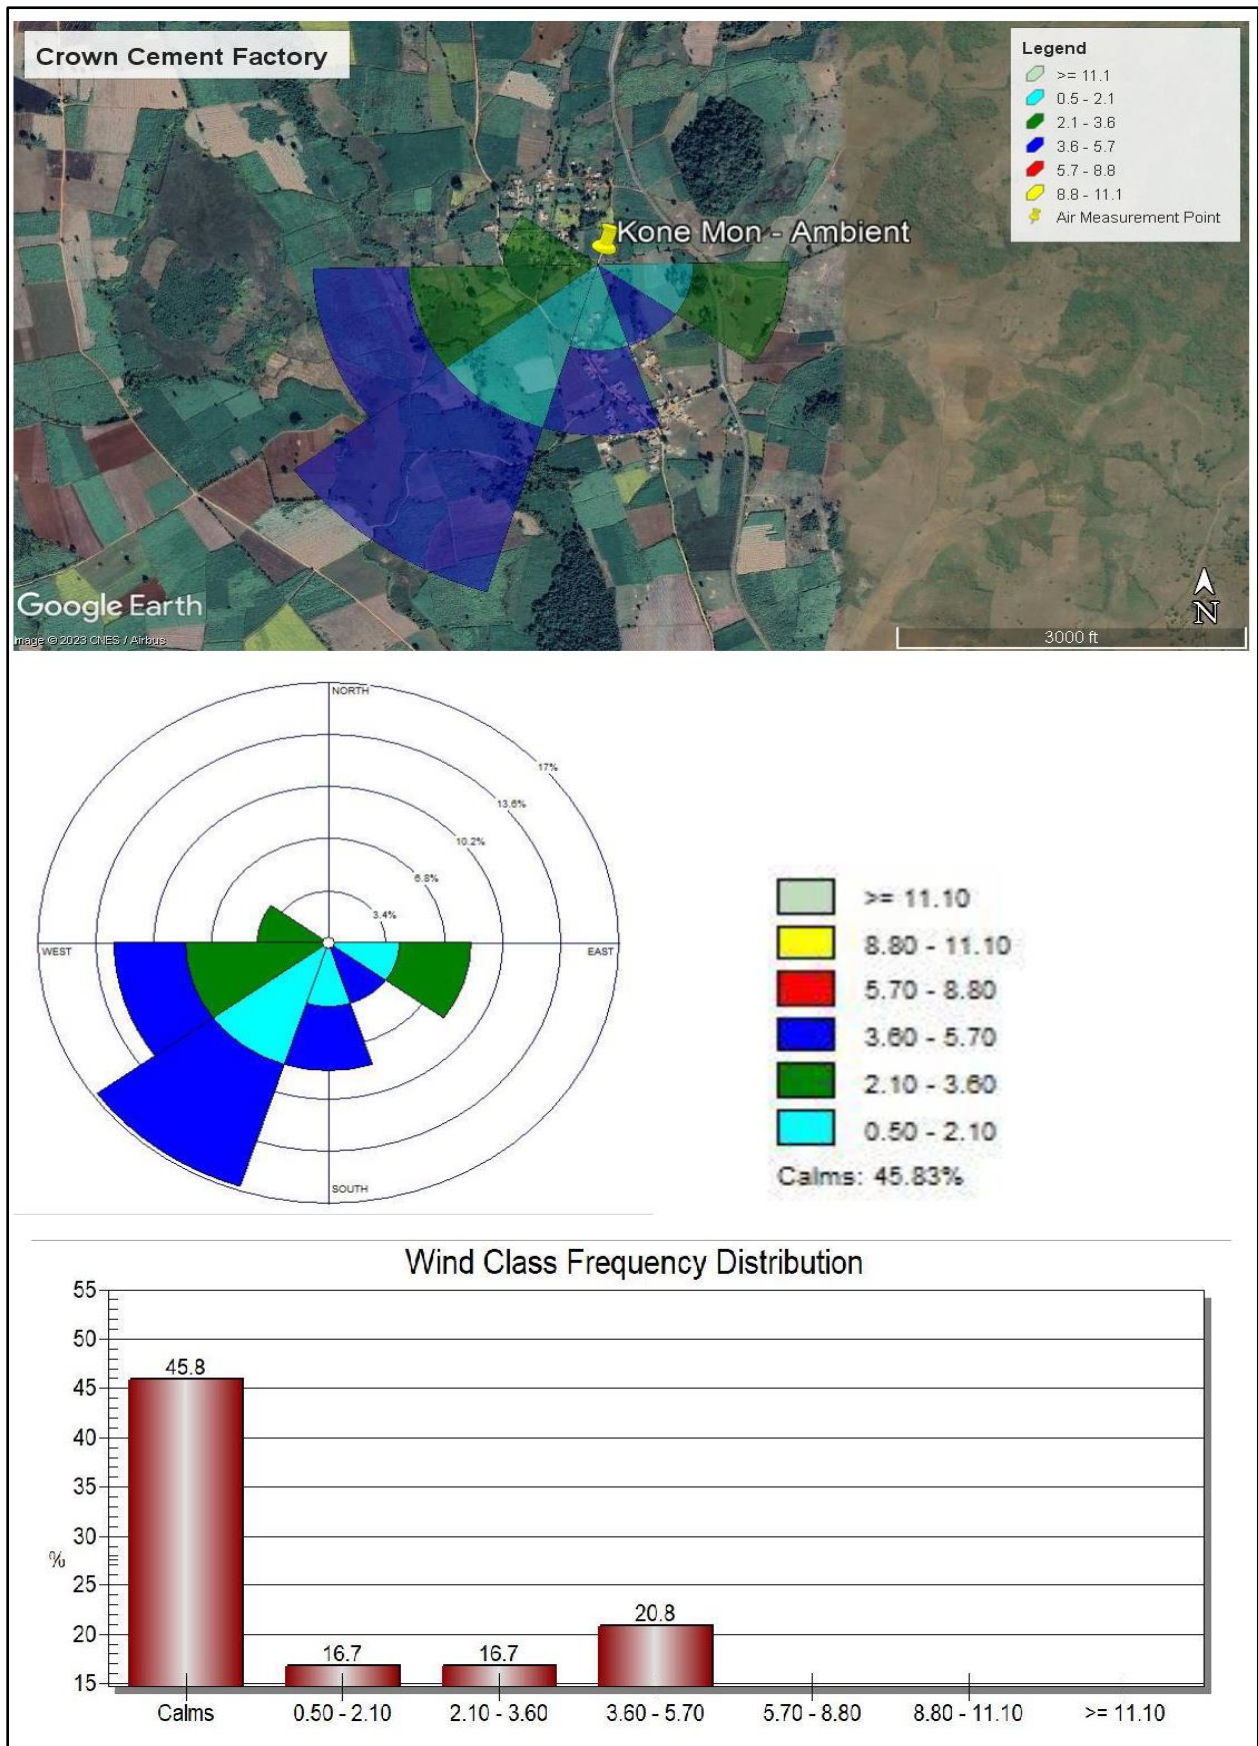 Crown Cement Factory
Legend
>= 11.1
0.5 - 2.1
2.1 - 3.6
3.6 - 5.7
5.7 - 8.8
8.8 - 11.1
Air Measurement Point
Kone Mon - Ambient
Google Earth
Image © 2023 CNES / Airbus
N
3000 ft
NORTH
17%
13.6%
10.2%
6.8%
3.4%
WEST
EAST
SOUTH
>= 11.10
8.80 - 11.10
5.70 - 8.80
3.60 - 5.70
2.10 - 3.60
0.50 - 2.10
Calms: 45.83%
Wind Class Frequency Distribution
55
50
45.8
45
40
35
30
%
25
20.8
20
16.7
16.7
15
Calms
0.50 - 2.10
2.10 - 3.60
3.60 - 5.70
5.70 - 8.80
8.80 - 11.10
>= 11.10